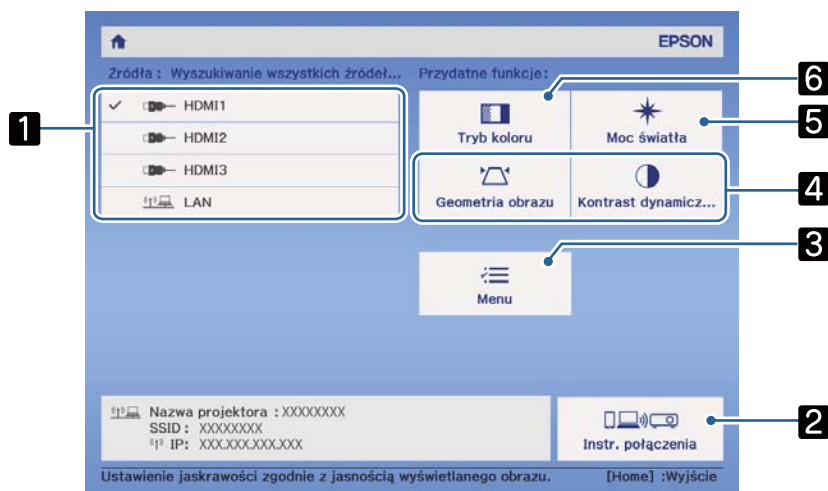 EPSON
Źródła : Wyszukiwanie wszystkich źródeł... Przydatne funkcje:
1
✓ HDMI1
HDMI2
HDMI3
LAN
6
Tryb koloru
5
Moc światła
4
Geometria obrazu
Kontrast dynamicz...
3
Menu
Nazwa projektora : XXXXXXXX
SSID : XXXXXXXX
IP: XXX.XXX.XXX.XXX
2
Instr. połączenia
Ustawienie jaskrawości zgodnie z jasnością wyświetlanego obrazu. [Home] :Wyjście